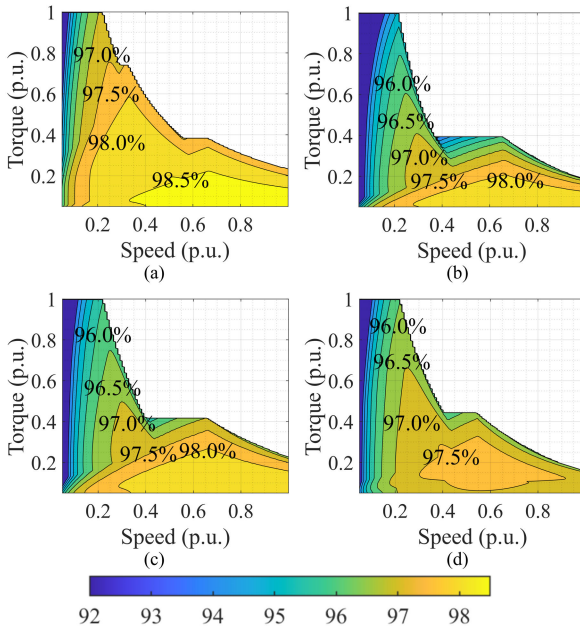 1
0.8
0.6
0.4
0.2
Torque (p.u.)
97.0%
97.5%
98.0%
98.5%
0.2 0.4 0.6 0.8
Speed (p.u.)
(a)
1
0.8
0.6
0.4
0.2
Torque (p.u.)
96.0%
96.5%
97.0%
97.5% 98.0%
0.2 0.4 0.6 0.8
Speed (p.u.)
(b)
1
0.8
0.6
0.4
0.2
Torque (p.u.)
96.0%
96.5%
97.0%
97.5% 98.0%
0.2 0.4 0.6 0.8
Speed (p.u.)
(c)
1
0.8
0.6
0.4
0.2
Torque (p.u.)
96.0%
96.5%
97.0%
97.5%
0.2 0.4 0.6 0.8
Speed (p.u.)
(d)
92 93 94 95 96 97 98